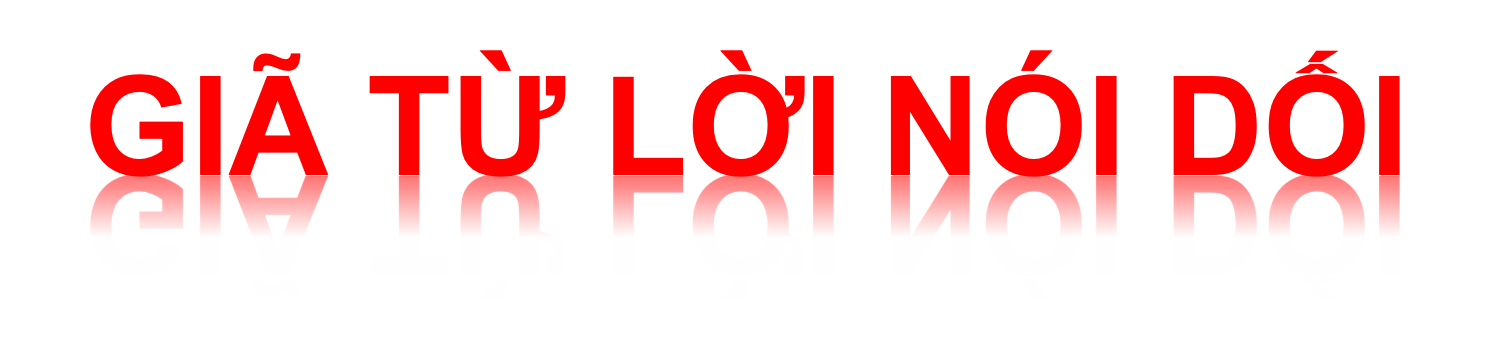 GIÃ TỪ LỜI NÓI DỐI